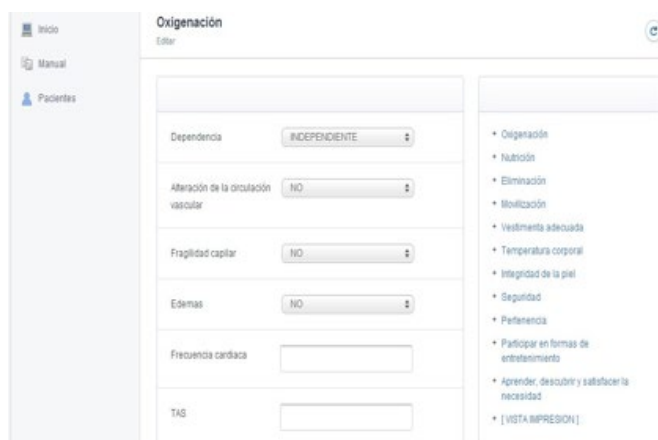 Inicio
Manual
Pacientes
Oxigenación
Editar
Dependencia
INDEPENDIENTE
Alteración de la circulación
vascular
NO
Fragilidad capilar
NO
Edemas
NO
Frecuencia cardiaca
TAS
Oxigenación
Nutrición
Eliminación
Movilización
Vestimenta adecuada
Temperatura corporal
Integridad de la piel
Seguridad
Pertenencia
Participar en formas de
entretenimiento
Aprender, descubrir y satisfacer la
necesidad
[ VISTA IMPRESION ]